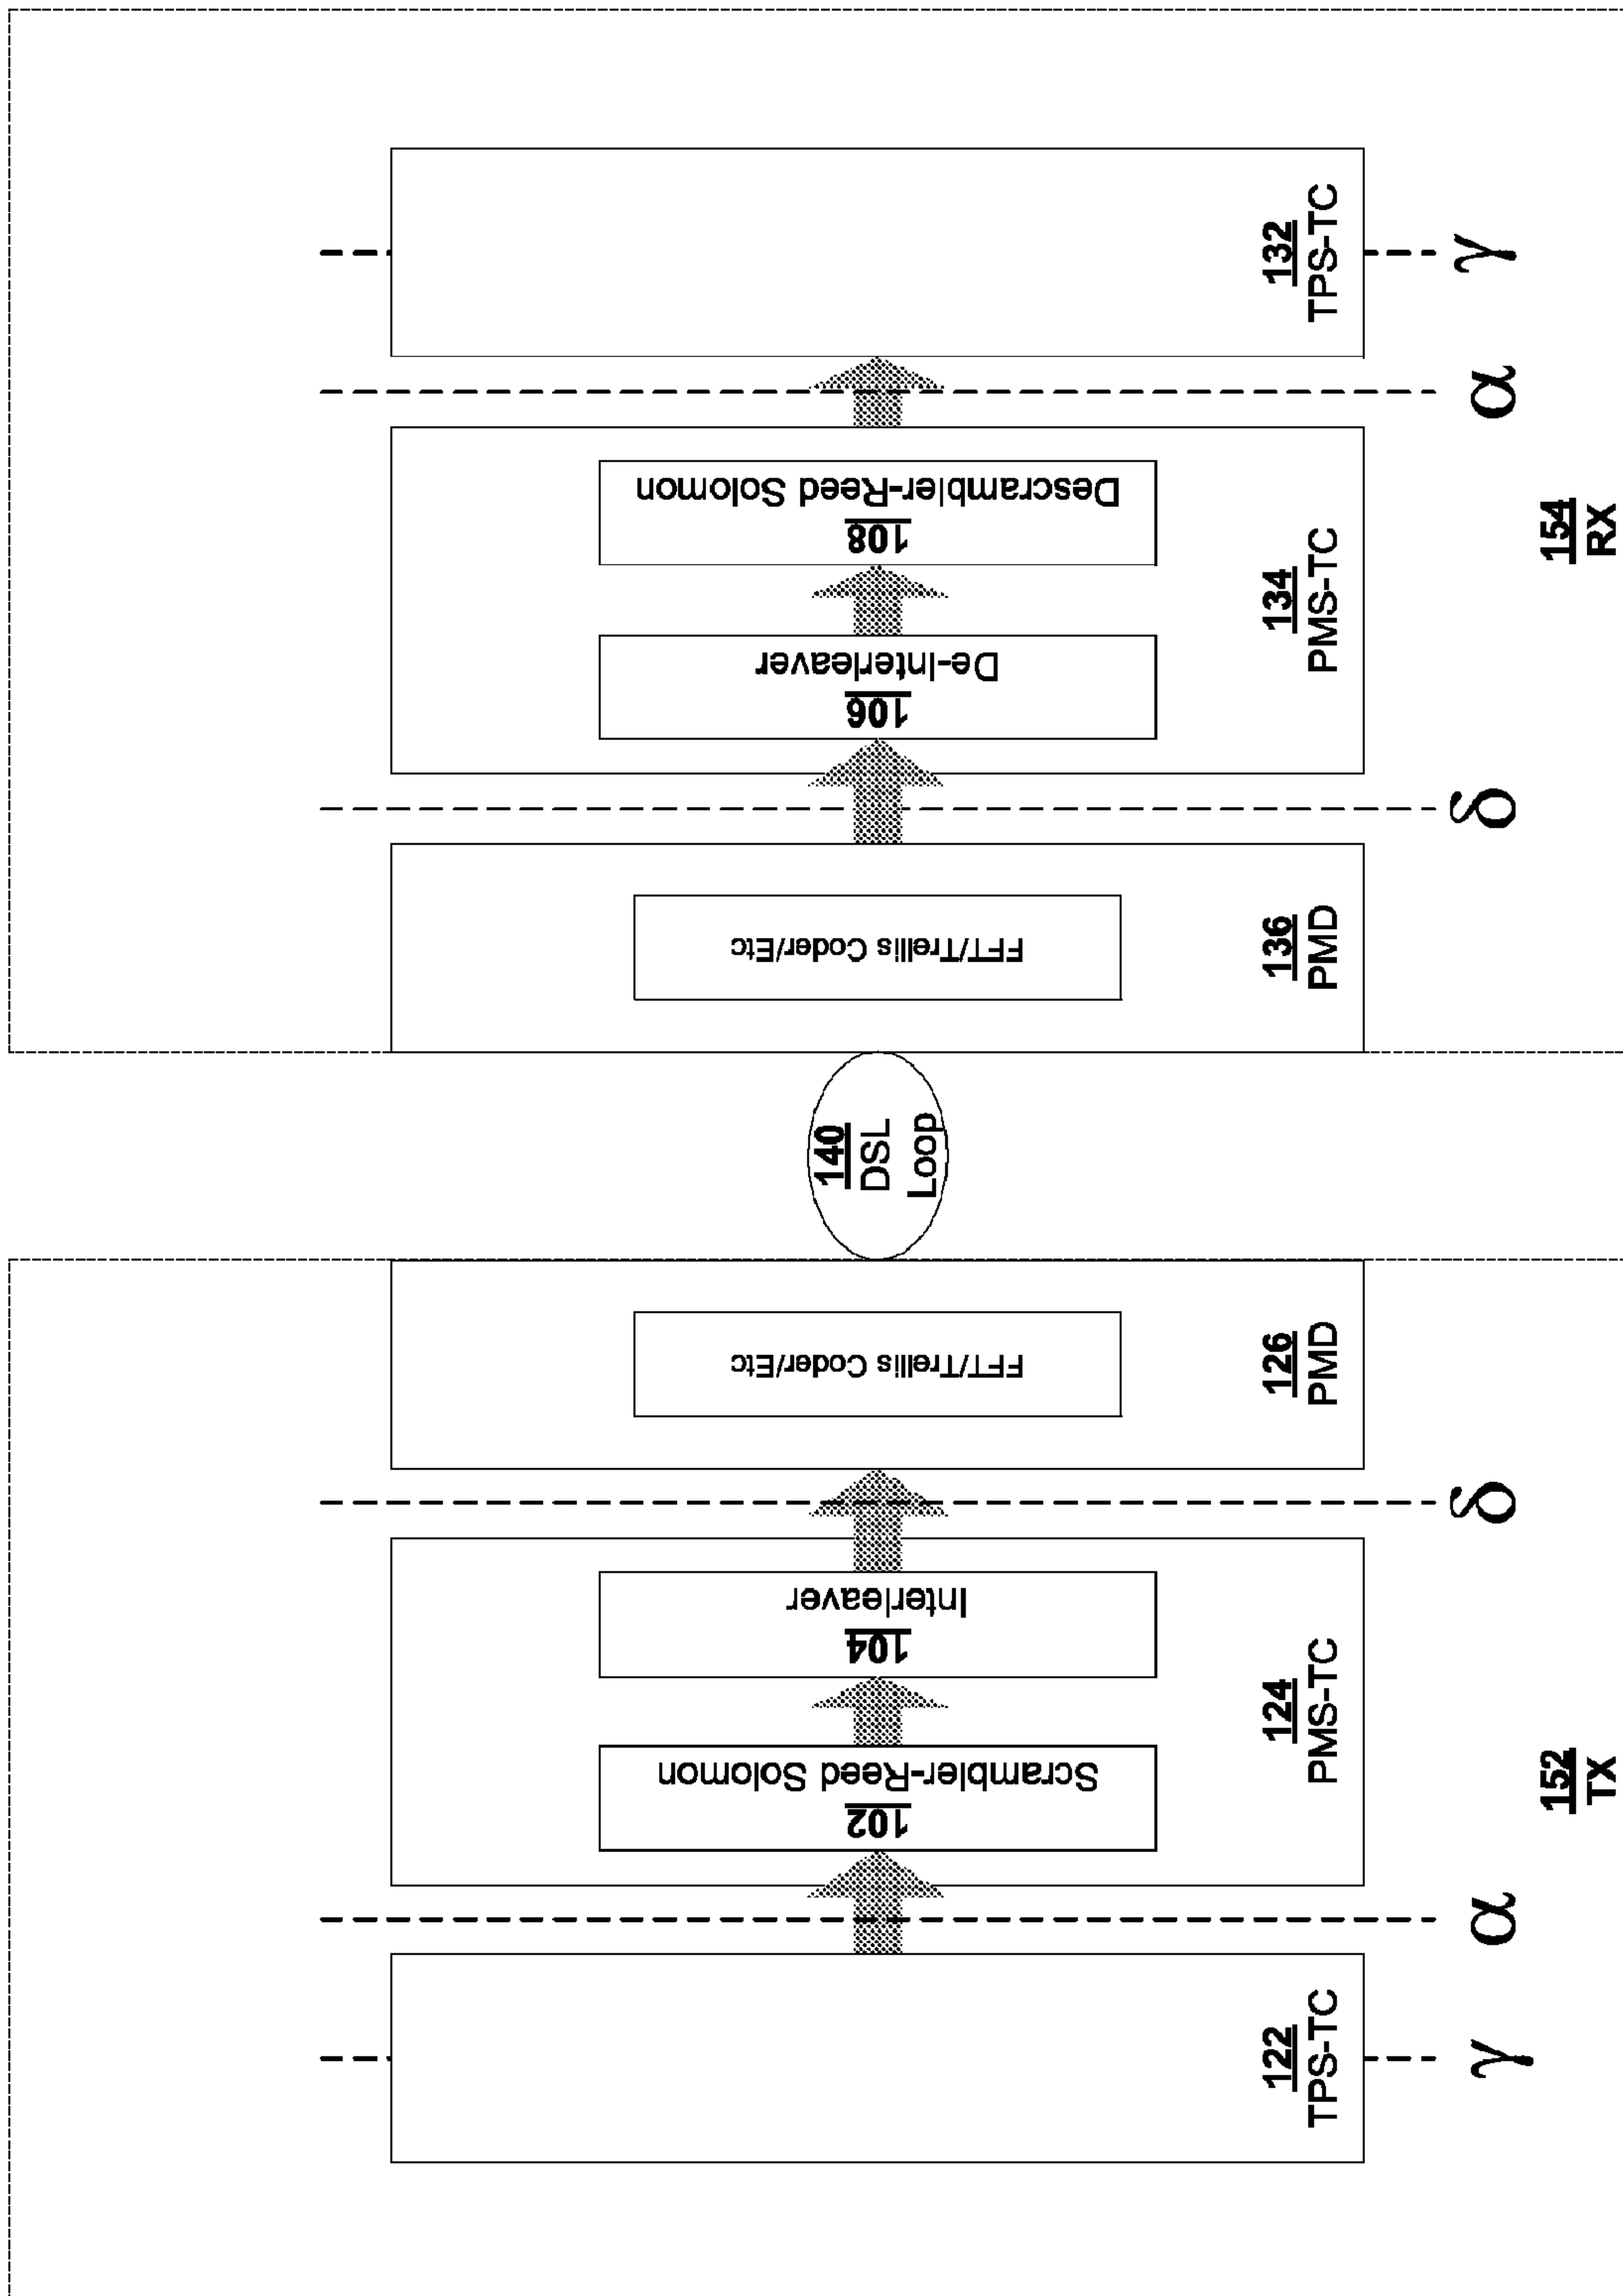 122
TPS-TC
γ
α
102
Scrambler-Reed Solomon
104
Interleaver
124
PMS-TC
152
TX
δ
FFT/Trellis Coder/Etc
126
PMD
140
DSL
Loop
FFT/Trellis Coder/Etc
136
PMD
δ
106
De-Interleaver
108
Descrambler-Reed Solomon
134
PMS-TC
154
RX
α
132
TPS-TC
γ